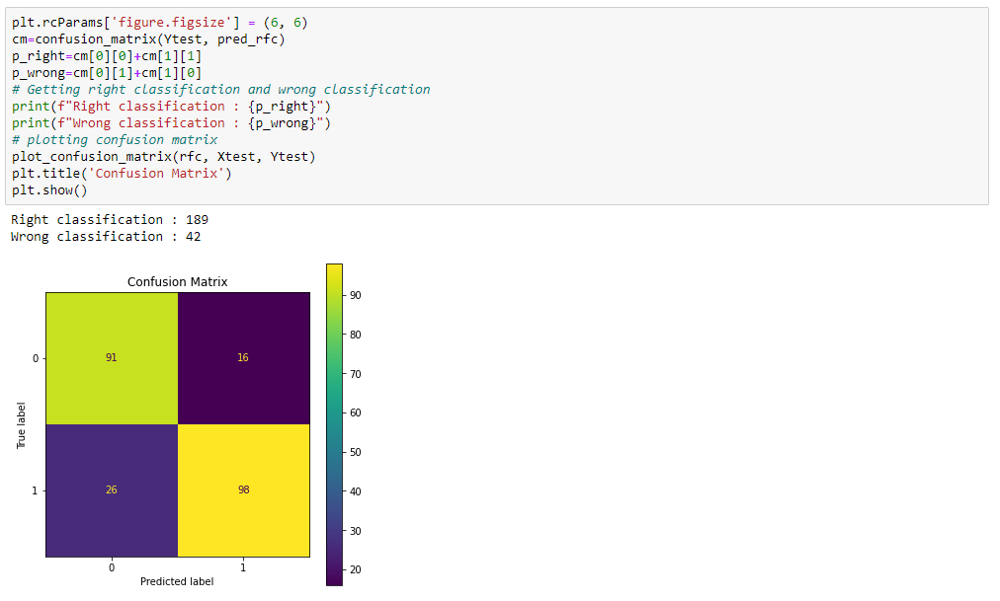 plt.rcParams['figure.figsize'] = (6, 6)
cm=confusion_matrix(Ytest, pred_rfc)
p_right=cm[0][0]+cm[1][1]
p_wrong=cm[0][1]+cm[1][0]
# Getting right classification and wrong classification
print(f"Right classification : {p_right}")
print(f"Wrong classification : {p_wrong}")
# plotting confusion matrix
plot_confusion_matrix(rfc, Xtest, Ytest)
plt.title('Confusion Matrix')
plt.show()
Right classification : 189
Wrong classification : 42
Confusion Matrix
True label
0
91
16
1
26
98
0
1
Predicted label
90
80
70
60
50
40
30
20